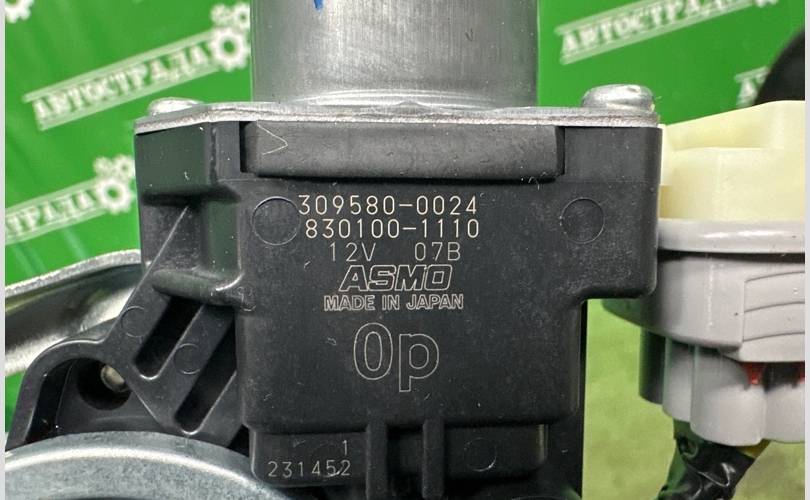 АВТОСТРАДА
АВТОСТРАДА
АВТОСТРАДА
309580-0024
830100-1110
12V 07B
ASMO
MADE IN JAPAN
0p
1
231452